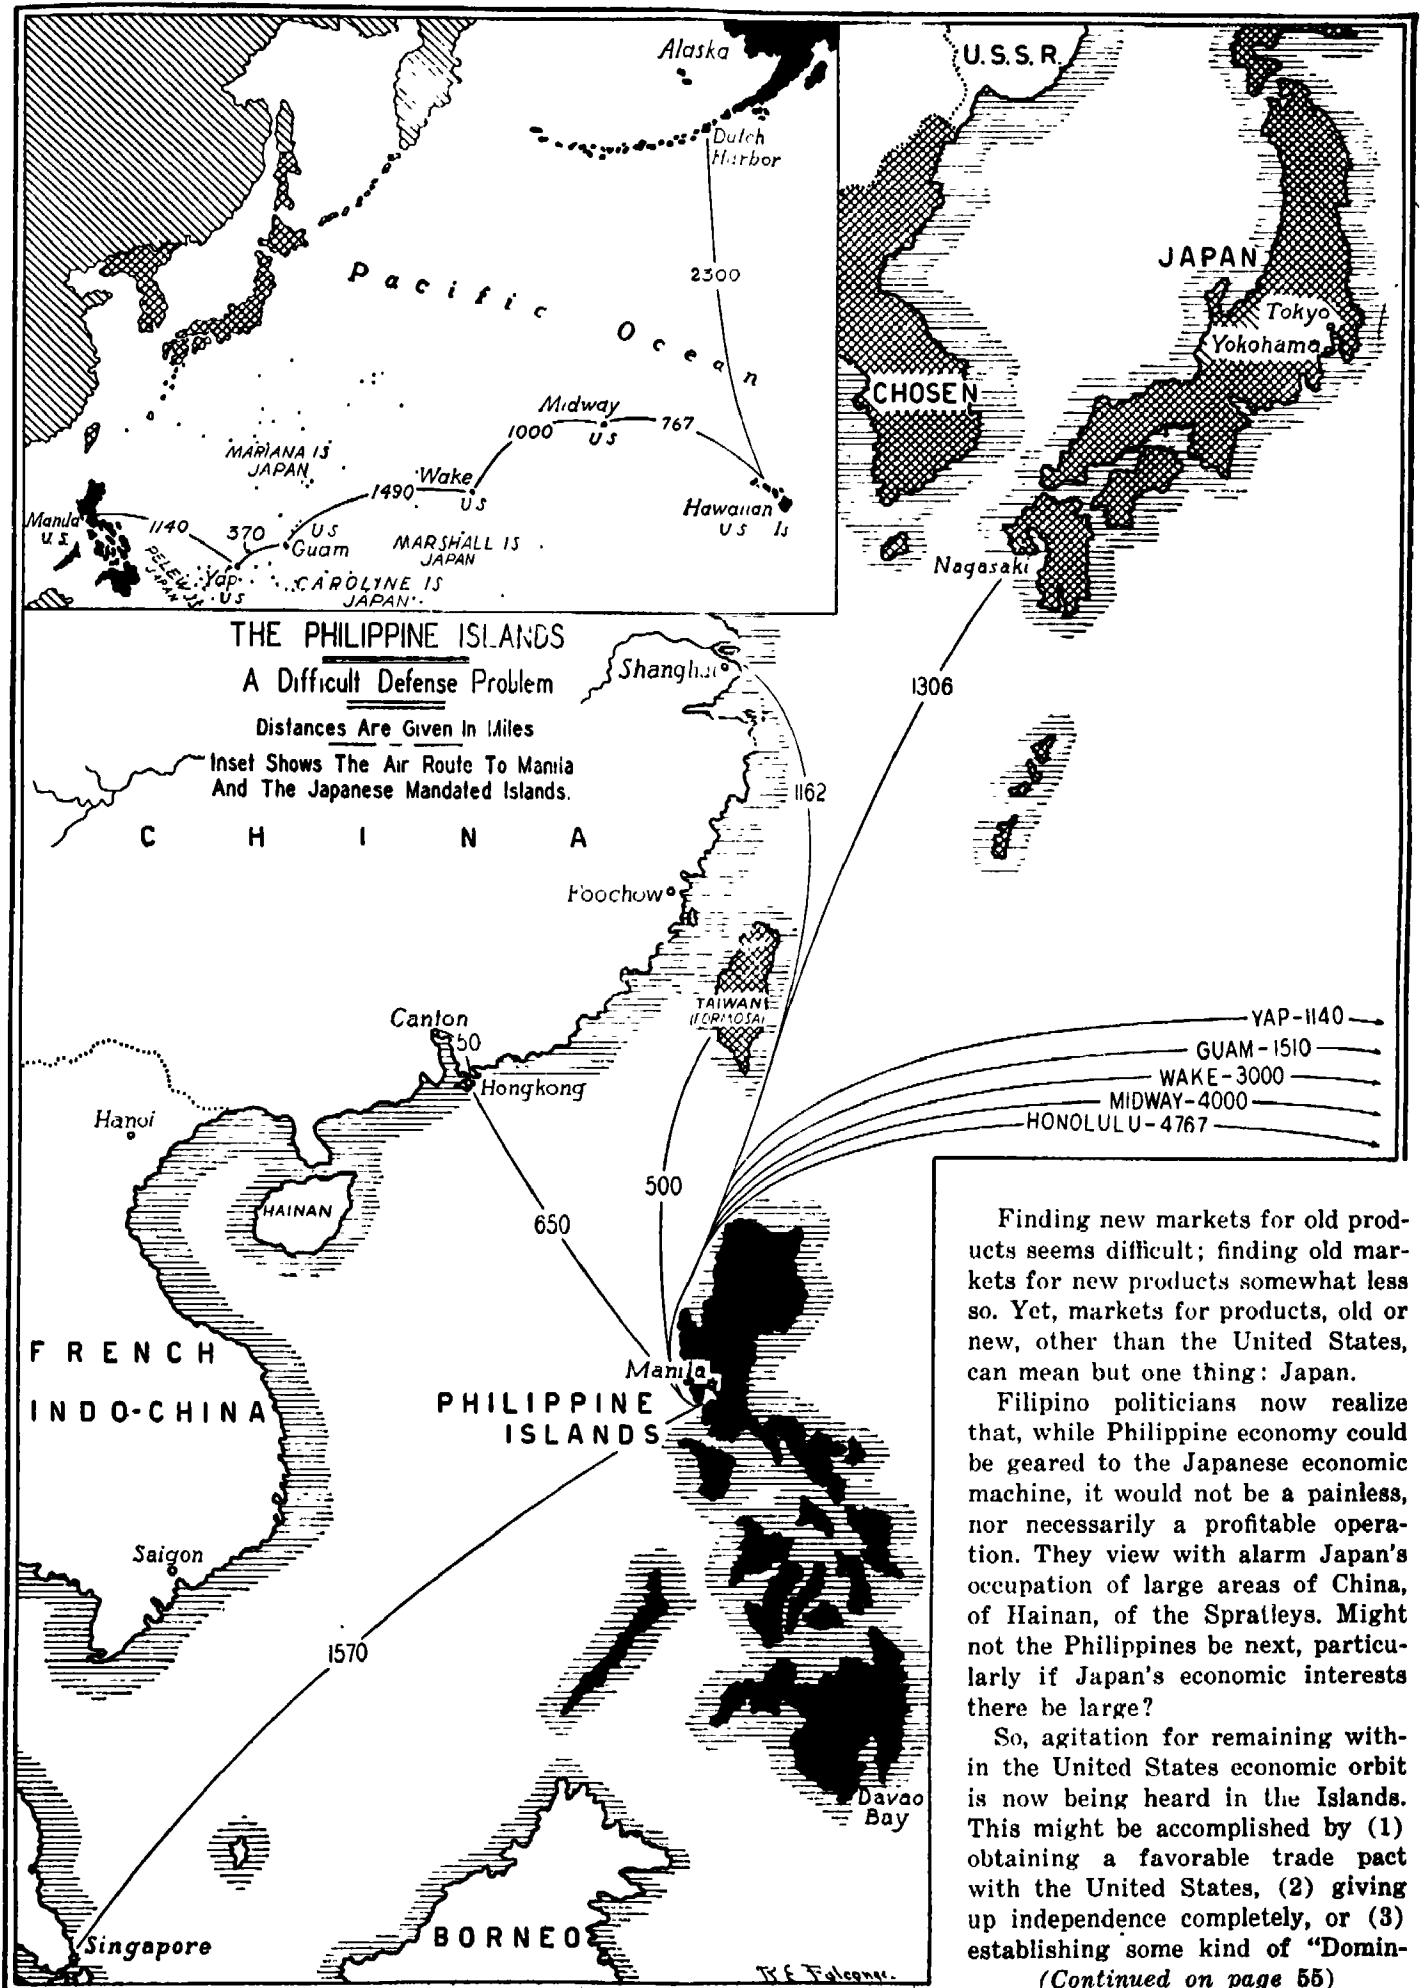 Alaska
Dutch
Harbor
2300
Pacific Ocean
Midway
US
1000
767
MARIANA IS
JAPAN
Wake
US
1490
Hawaiian
US Is
Manila
U.S.
1140
370
US
Guam
MARSHALL IS
JAPAN
PELEW IS
JAPAN
Yap
US
CAROLINE IS
JAPAN
U.S.S.R.
JAPAN
Tokyo
Yokohama
CHOSEN
Nagasaki
THE PHILIPPINE ISLANDS
A Difficult Defense Problem
Distances Are Given In Miles
Inset Shows The Air Route To Manila
And The Japanese Mandated Islands.
Shanghai
1306
1162
CHINA
Foochow
TAIWAN
(FORMOSA)
Canton
50
Hongkong
Hanoi
YAP-1140
GUAM-1510
WAKE-3000
MIDWAY-4000
HONOLULU-4767
HAINAN
500
650
FRENCH
INDO-CHINA
Manila
PHILIPPINE
ISLANDS
Saigon
1570
Davao
Bay
BORNEO
Singapore
Finding new markets for old prod-
ucts seems difficult; finding old mar-
kets for new products somewhat less
so. Yet, markets for products, old or
new, other than the United States,
can mean but one thing: Japan.
Filipino politicians now realize
that, while Philippine economy could
be geared to the Japanese economic
machine, it would not be a painless,
nor necessarily a profitable opera-
tion. They view with alarm Japan's
occupation of large areas of China,
of Hainan, of the Spratleys. Might
not the Philippines be next, particu-
larly if Japan's economic interests
there be large?
So, agitation for remaining with-
in the United States economic orbit
is now being heard in the Islands.
This might be accomplished by (1)
obtaining a favorable trade pact
with the United States, (2) giving
up independence completely, or (3)
establishing some kind of "Domin-
(Continued on page 55)